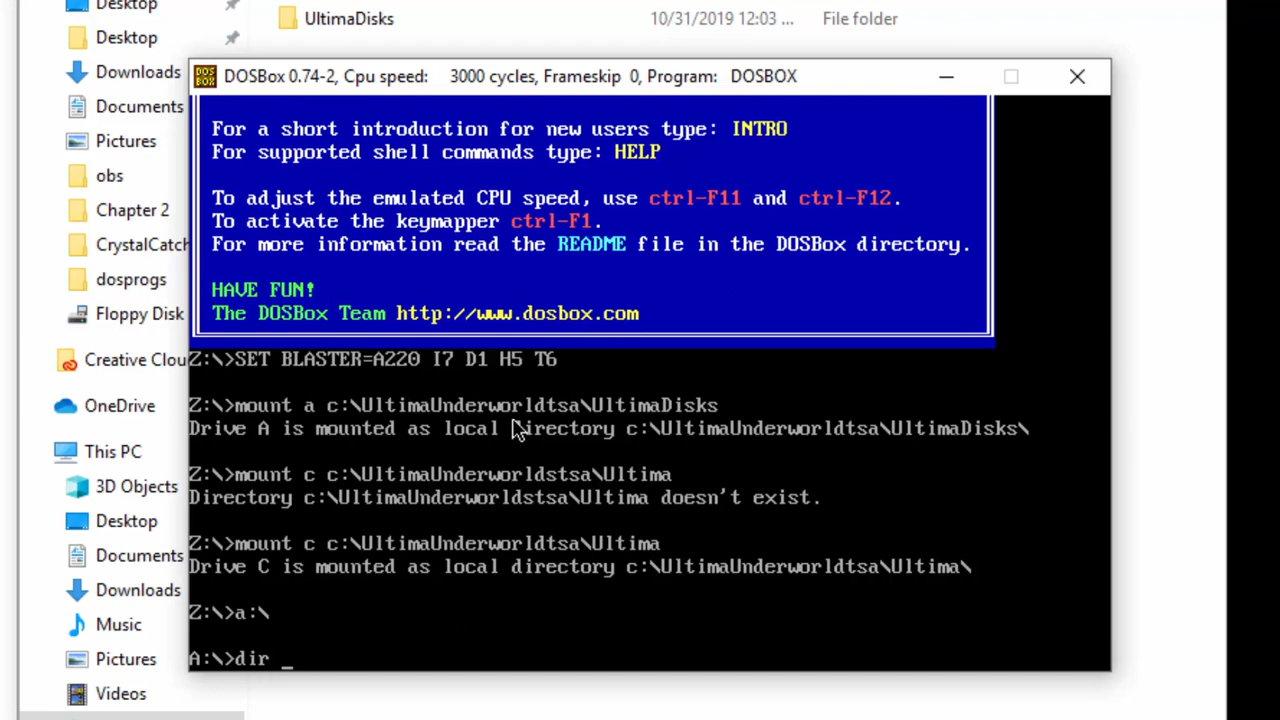 Desktop
UltimaDisks 10/31/2019 12:03 ... File folder
Desktop
Downloads
Documents
Pictures
obs
Chapter 2
CrystalCatch
dosprogs
Floppy Disk
Creative Clou
OneDrive
This PC
3D Objects
Desktop
Documents
Downloads
Music
Pictures
Videos
DOS BOX
DOSBox 0.74-2, Cpu speed: 3000 cycles, Frameskip 0, Program: DOSBOX
For a short introduction for new users type: INTRO
For supported shell commands type: HELP
To adjust the emulated CPU speed, use ctrl-F11 and ctrl-F12.
To activate the keymapper ctrl-F1.
For more information read the README file in the DOSBox directory.
HAVE FUN!
The DOSBox Team http://www.dosbox.com
Z:\>SET BLASTER=A220 I7 D1 H5 T6
Z:\>mount a c:\UltimaUnderworldtsa\UltimaDisks
Drive A is mounted as local directory c:\UltimaUnderworldtsa\UltimaDisks\
Z:\>mount c c:\UltimaUnderworldstsa\Ultima
Directory c:\UltimaUnderworldstsa\Ultima doesn't exist.
Z:\>mount c c:\UltimaUnderworldtsa\Ultima
Drive C is mounted as local directory c:\UltimaUnderworldtsa\Ultima\
Z:\>a:\
A:\>dir _